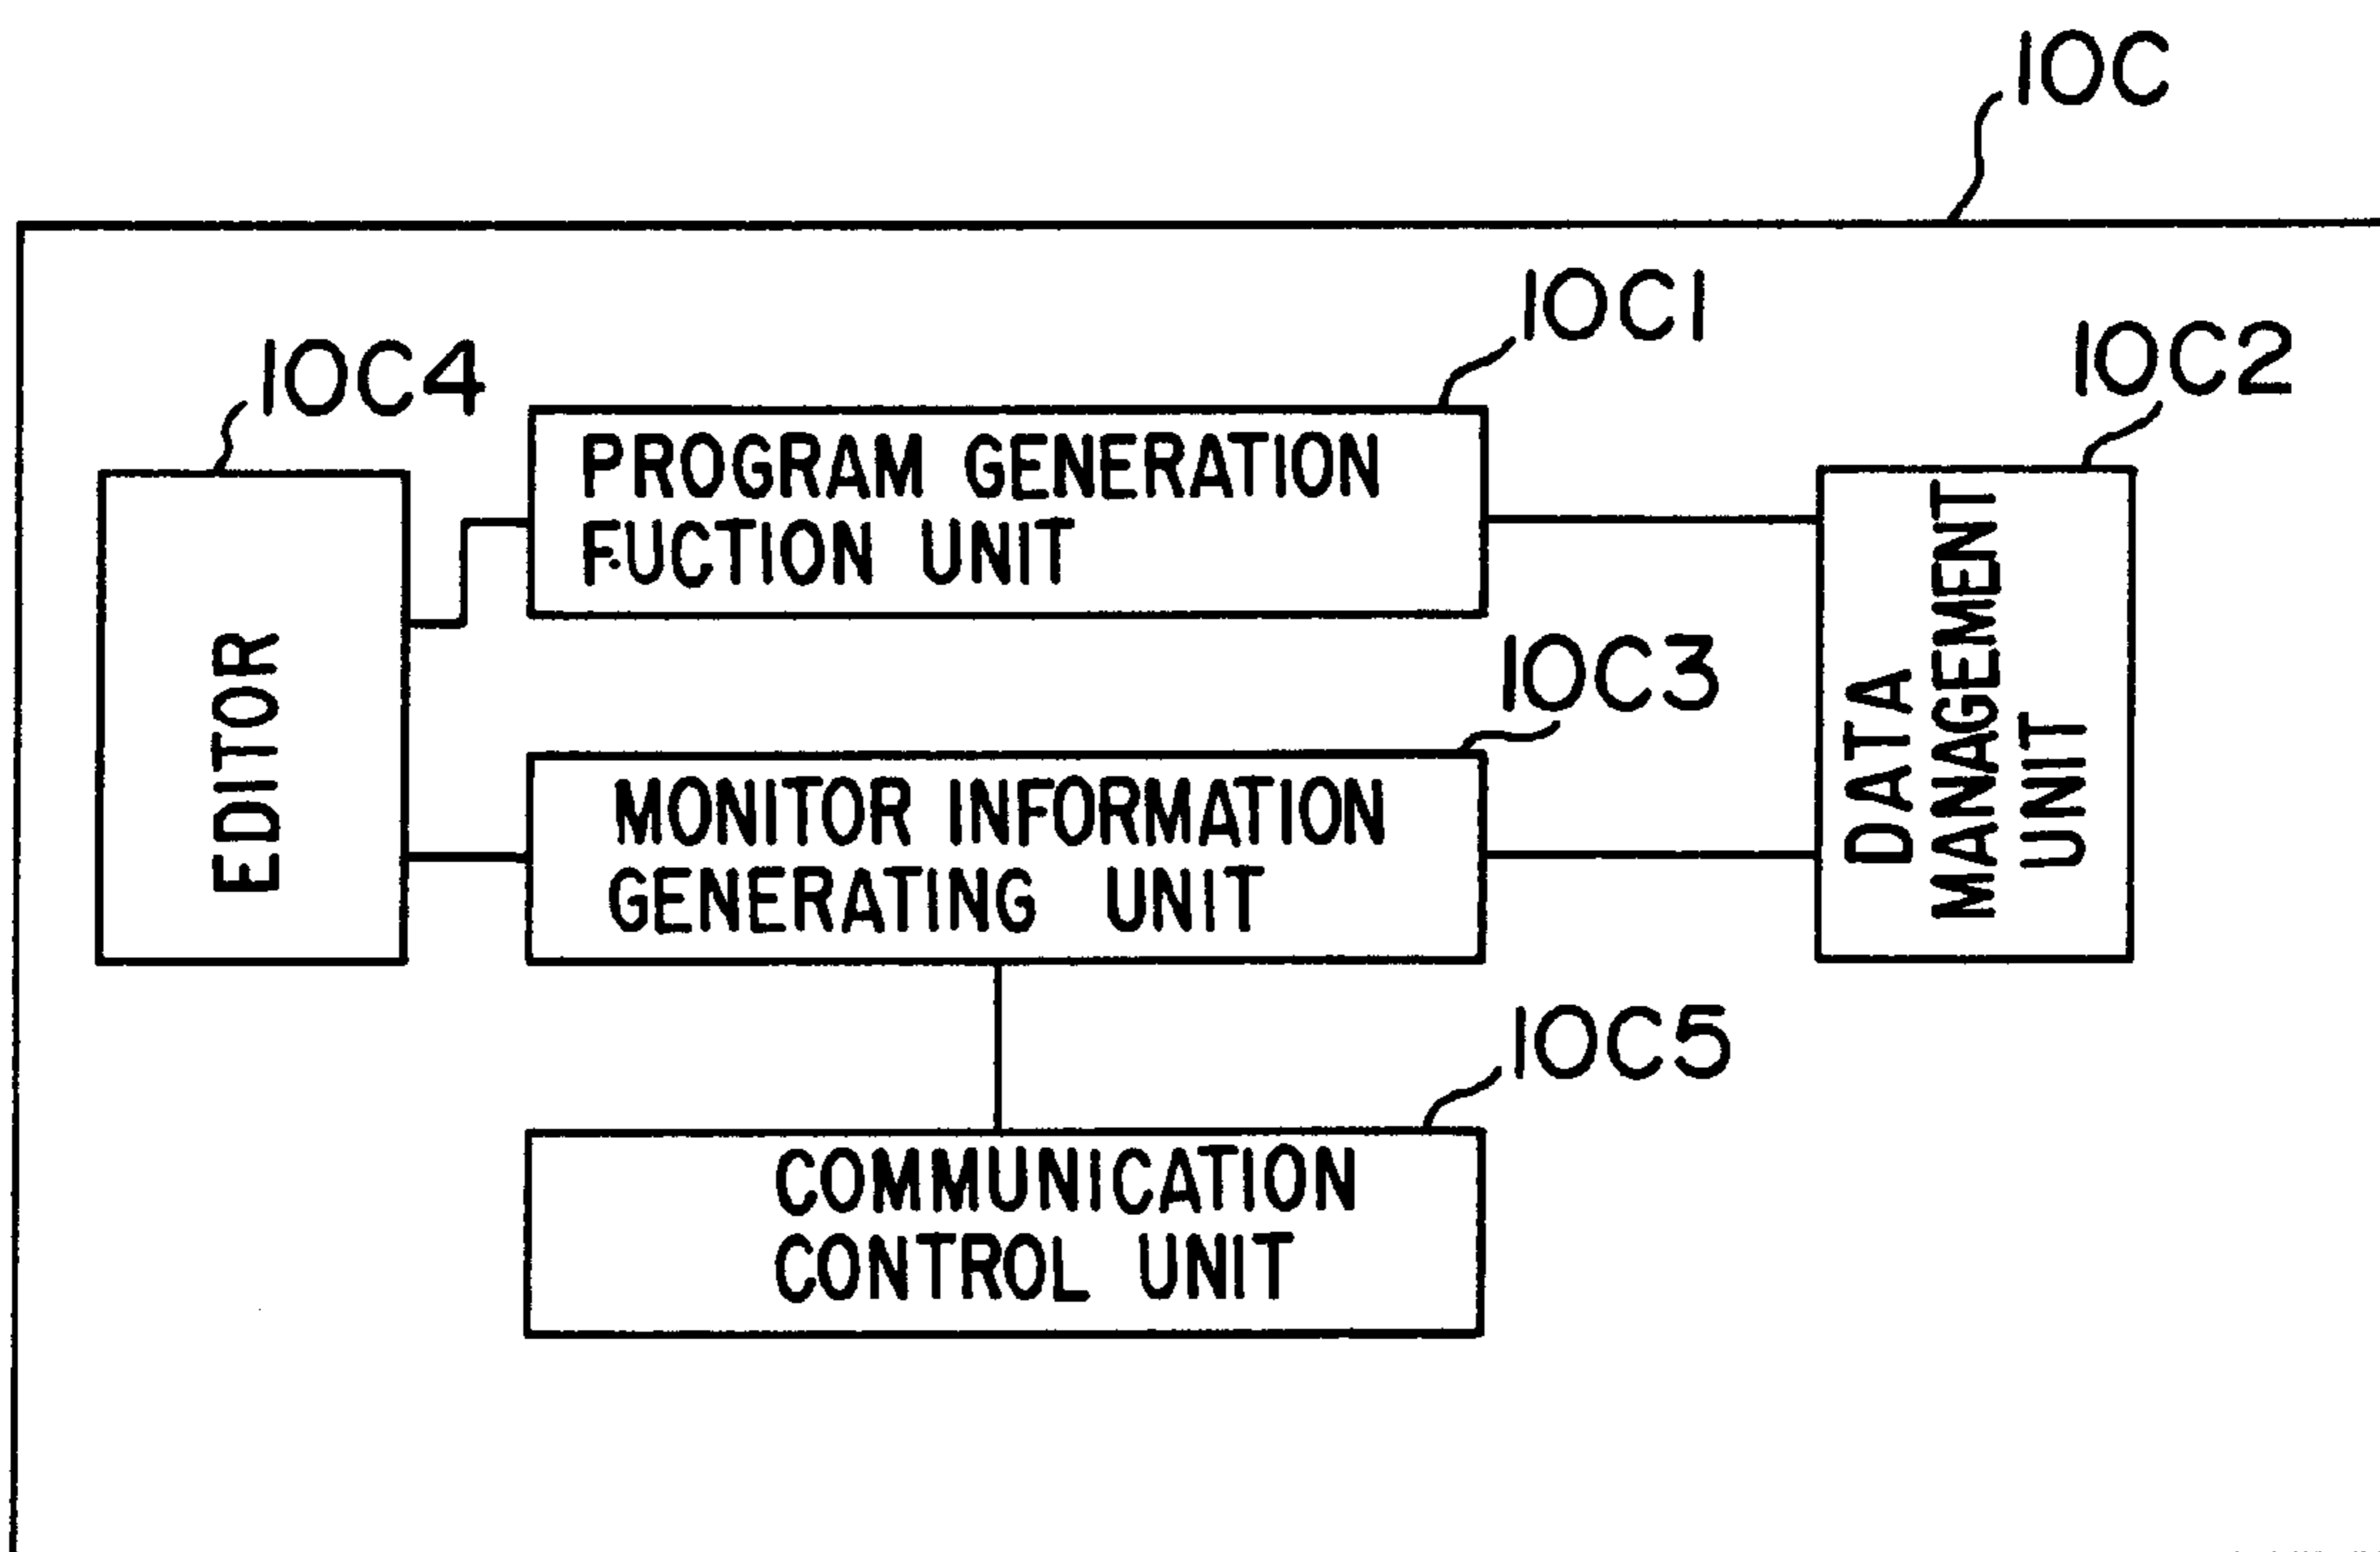 10C
10C1
10C2
10C4
PROGRAM GENERATION
FUCTION UNIT
10C3
EDITOR
MONITOR INFORMATION
GENERATING UNIT
DATA
MANAGEMENT
UNIT
10C5
COMMUNICATION
CONTROL UNIT